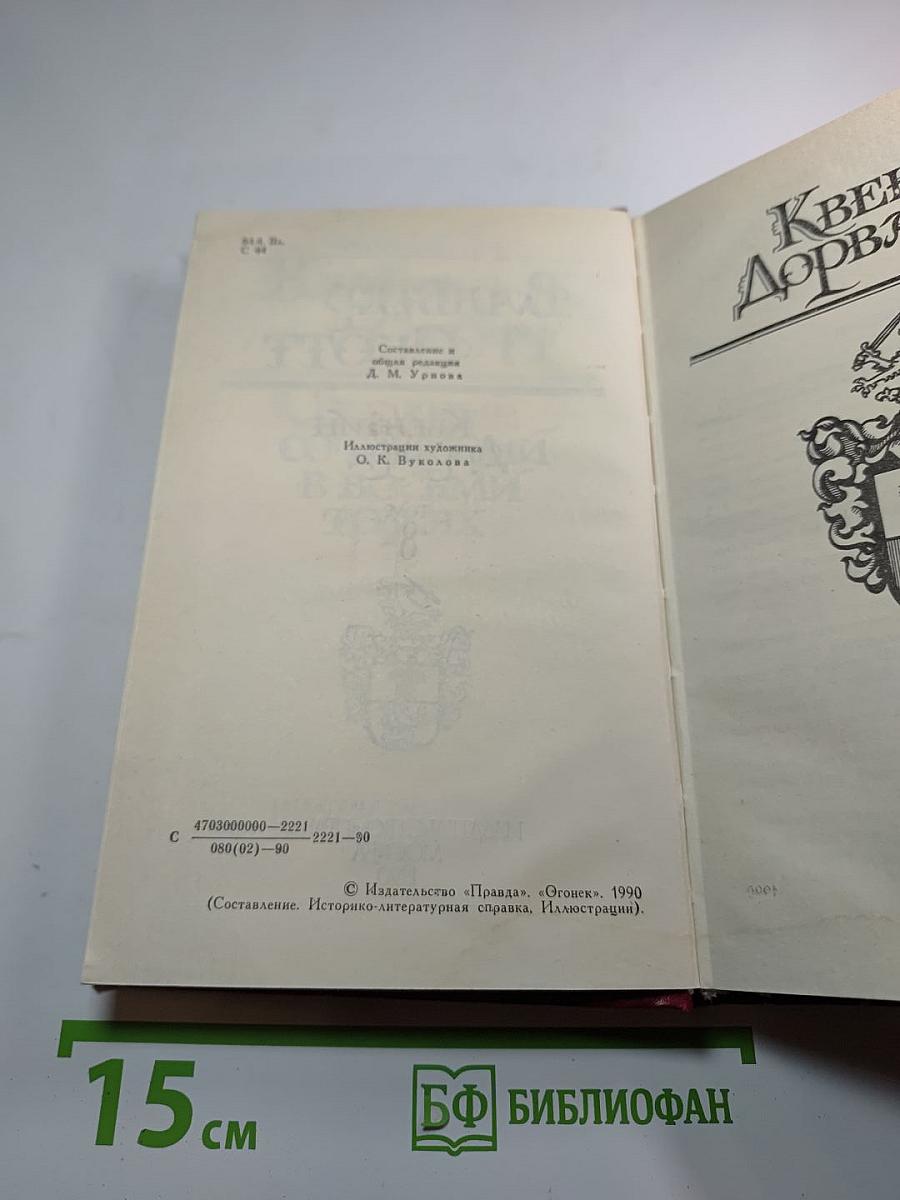 84.4 Вл.
С 44
Составление и
общая редакция
Д. М. Урнова
Иллюстрации художника
О. К. Вуколова
С 4703000000—2221
080(02)—90
2221—90
© Издательство «Правда». «Огонек». 1990
(Составление. Историко-литературная справка, Иллюстрации).
КВЕН
ДОРВА
15 см
БФ БИБЛИОФАН